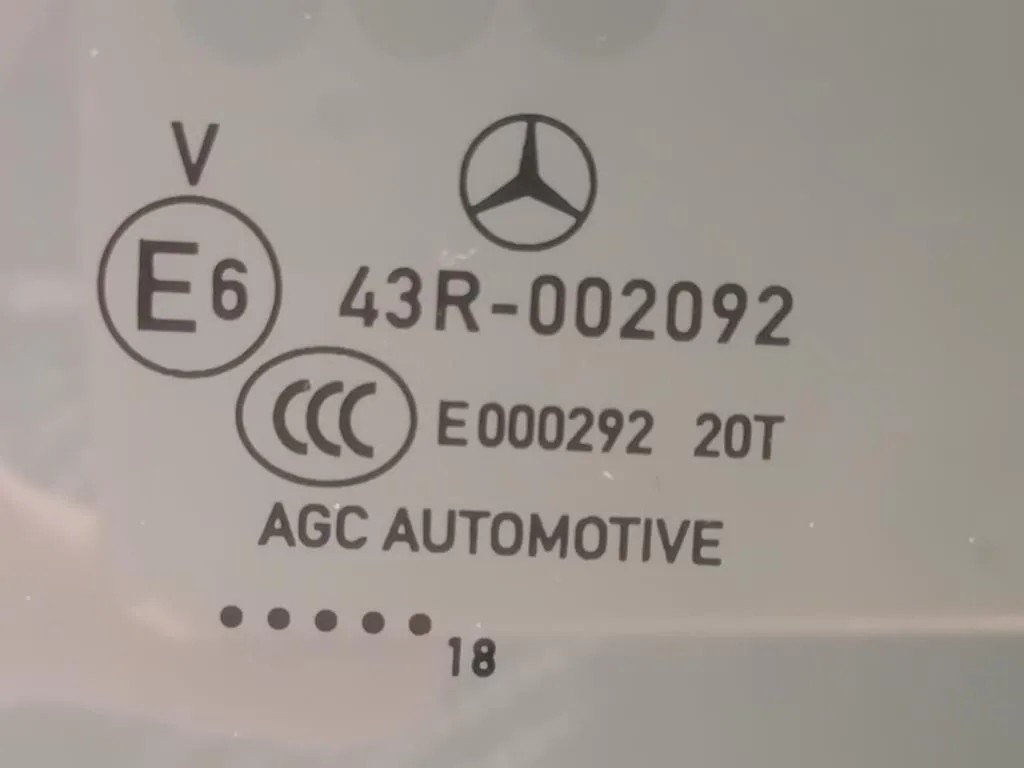 V
E6 43R-002092
CCC E000292 20T
AGC AUTOMOTIVE
..... 18